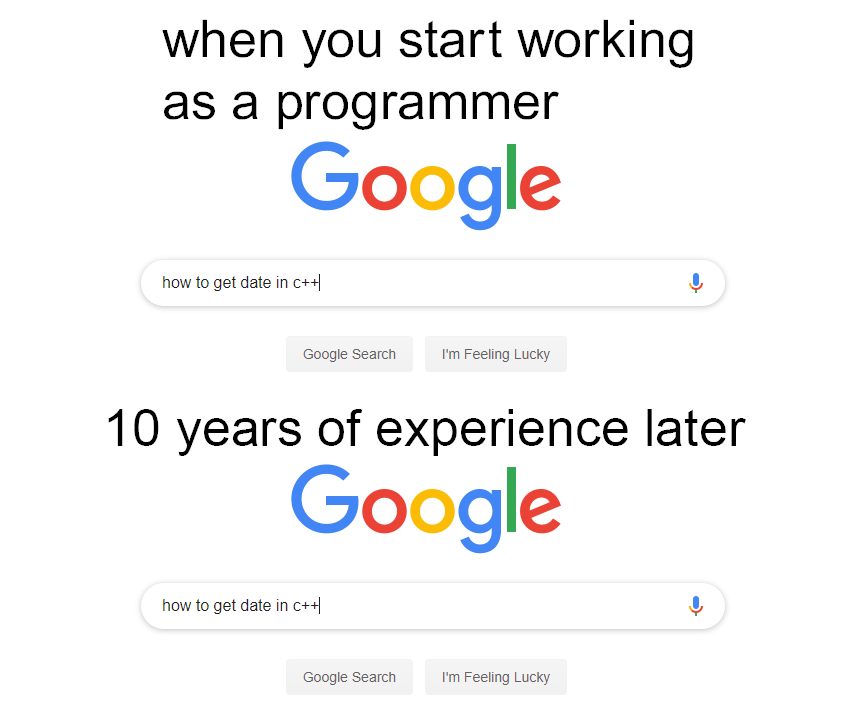 when you start working
as a programmer
Google
how to get date in c++
Google Search I'm Feeling Lucky
10 years of experience later
Google
how to get date in c++
Google Search I'm Feeling Lucky